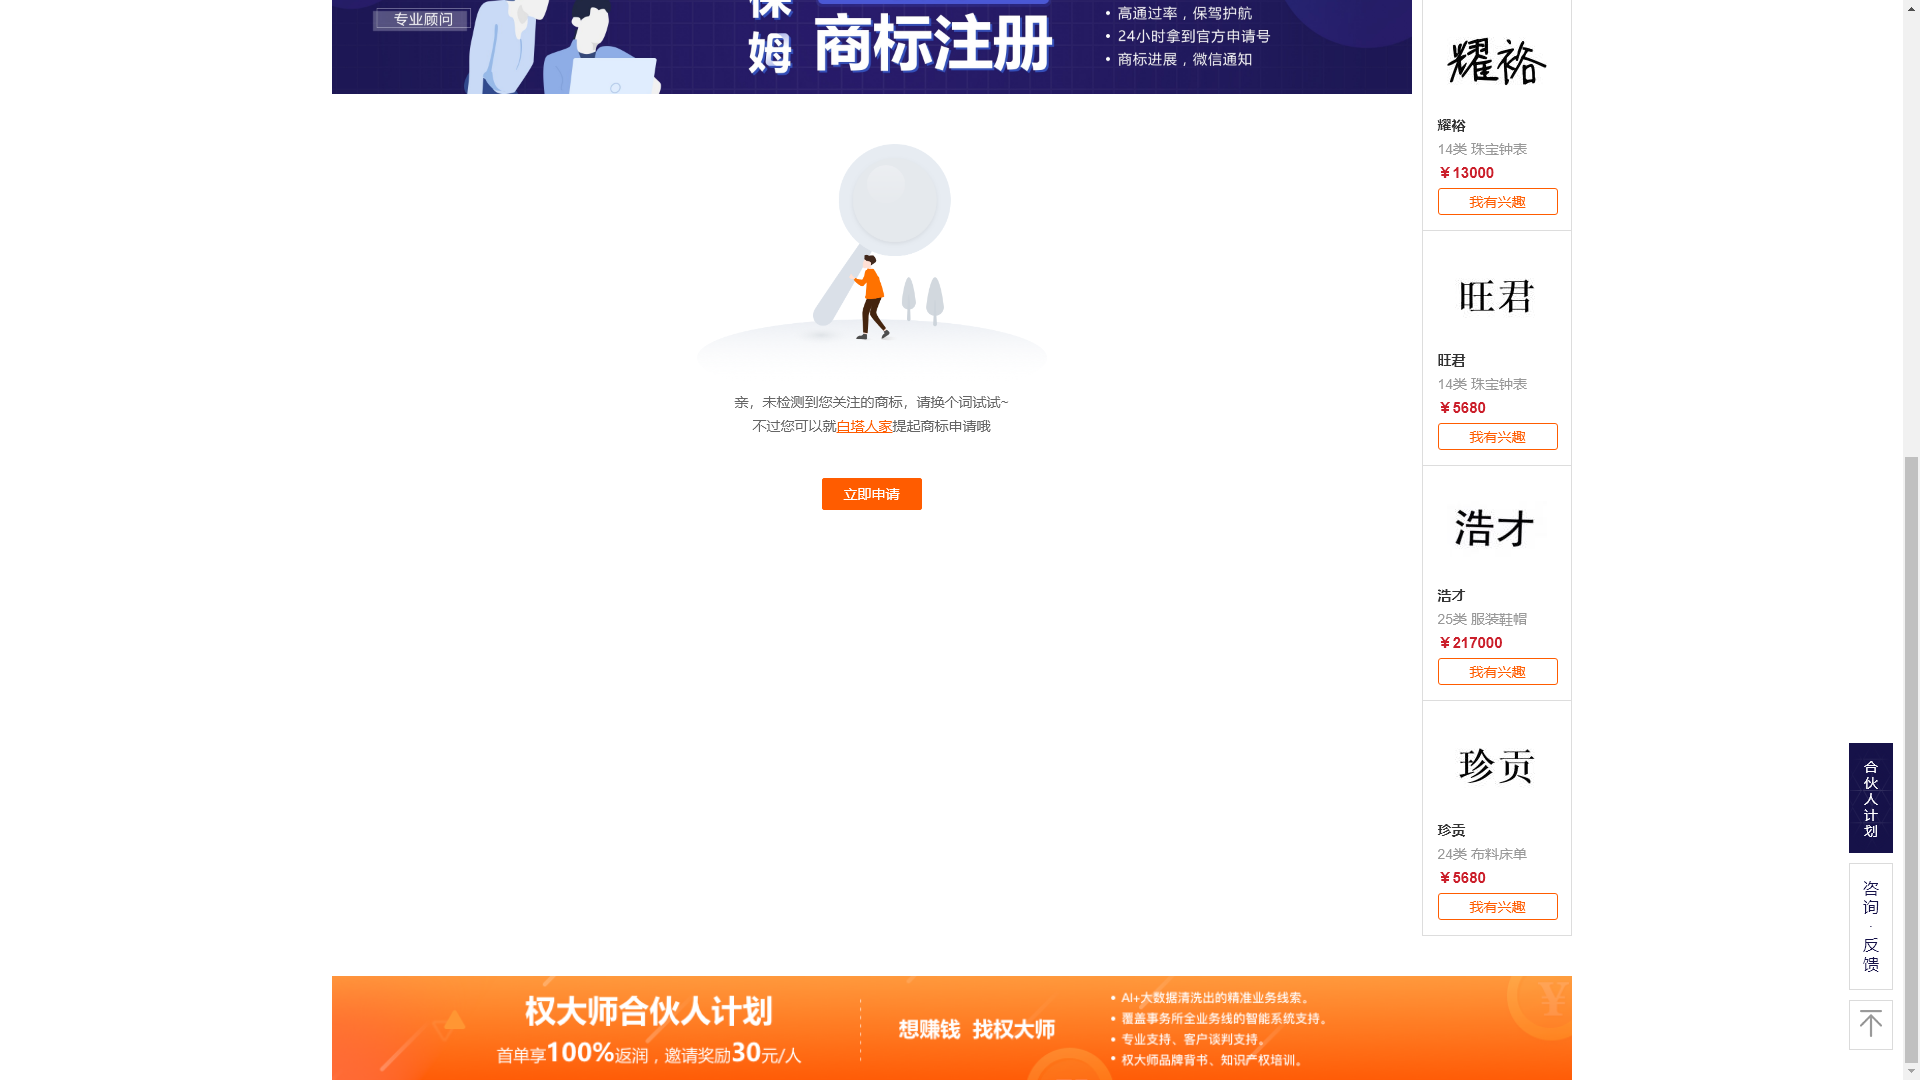 专业顾问
保姆
商标注册
• 高通过率，保驾护航
• 24小时拿到官方申请号
• 商标进展，微信通知
亲，未检测到您关注的商标，请换个词试试~
不过您可以就白塔人家提起商标申请哦
立即申请
耀裕
耀裕
14类 珠宝钟表
￥13000
我有兴趣
旺君
旺君
14类 珠宝钟表
￥5680
我有兴趣
浩才
浩才
25类 服装鞋帽
￥217000
我有兴趣
珍贡
珍贡
24类 布料床单
￥5680
我有兴趣
合伙人计划
咨询·反馈
权大师合伙人计划
首单享100%返润，邀请奖励30元/人
想赚钱 找权大师
• AI+大数据清洗出的精准业务线索。
• 覆盖事务所全业务线的智能系统支持。
• 专业支持、客户谈判支持。
• 权大师品牌背书、知识产权培训。